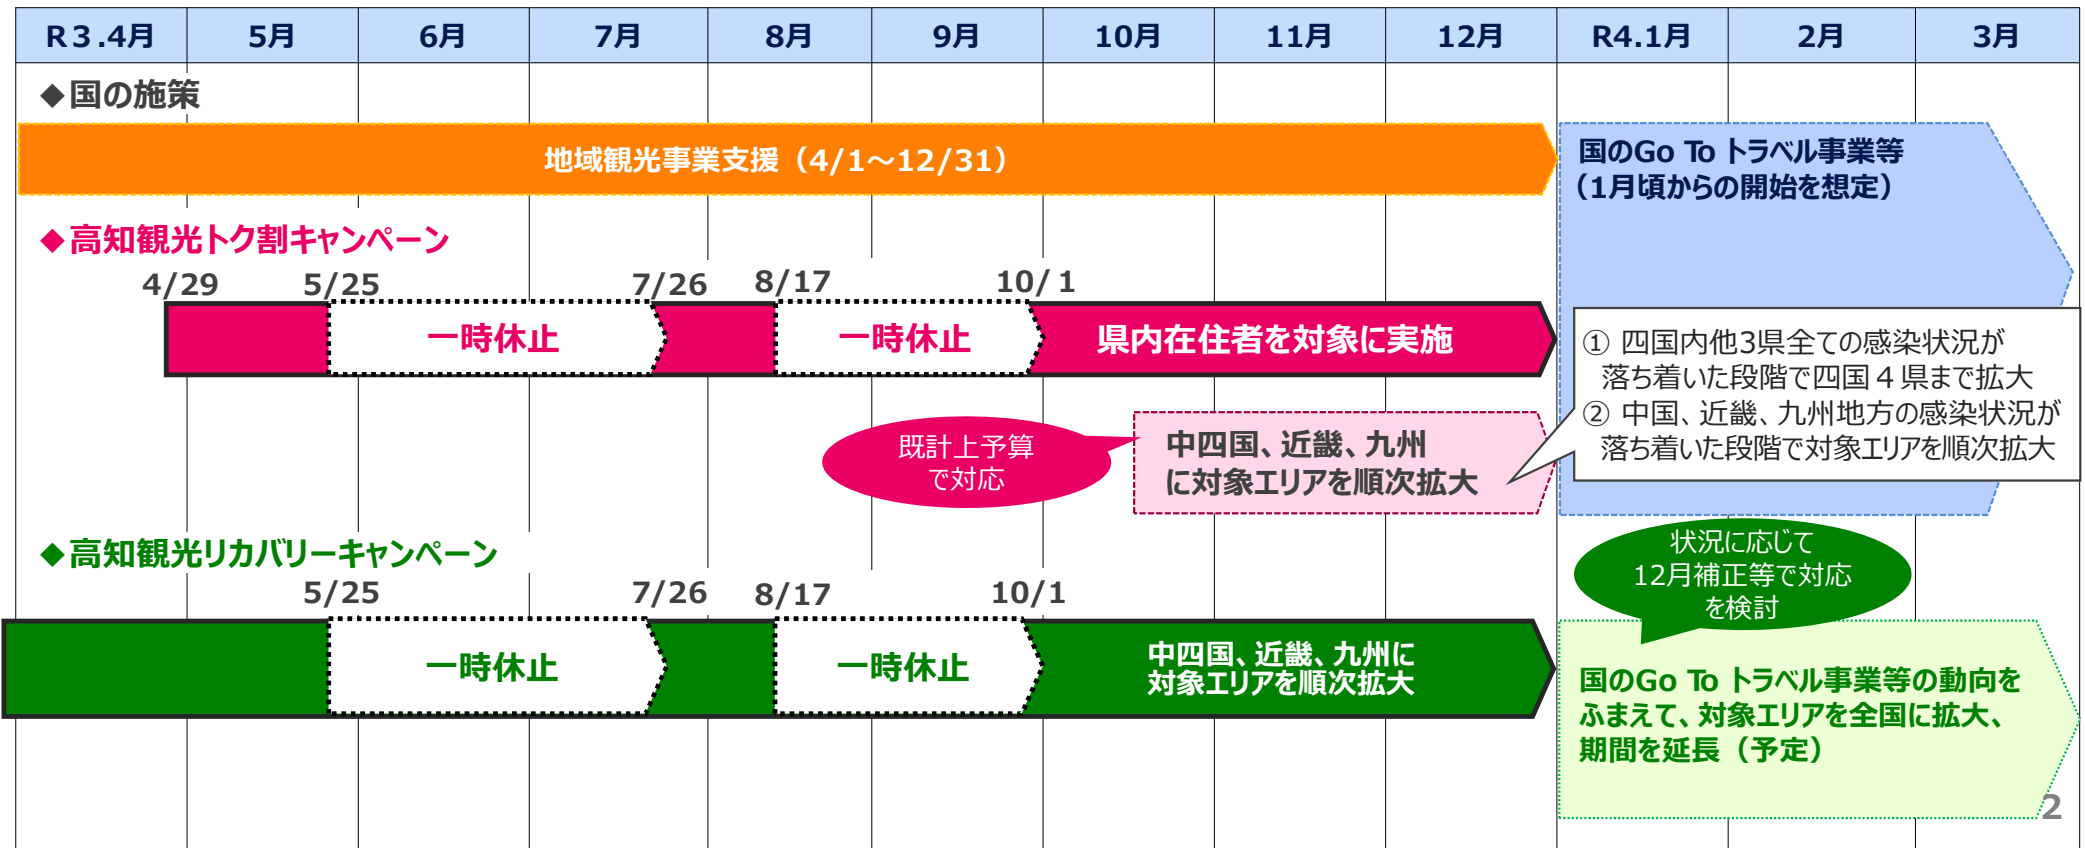 R３.4月 5月 6月 7月 8月 9月 10月 11月 12月 R4.1月 2月 3月
◆国の施策
地域観光事業支援（4/1～12/31）
国のGo To トラベル事業等
（1月頃からの開始を想定）
◆高知観光トク割キャンペーン
4/29 5/25 7/26 8/17 10/1
一時休止 一時休止 県内在住者を対象に実施
① 四国内他3県全ての感染状況が
落ち着いた段階で四国４県まで拡大
② 中国、近畿、九州地方の感染状況が
落ち着いた段階で対象エリアを順次拡大
既計上予算
で対応
中四国、近畿、九州
に対象エリアを順次拡大
◆高知観光リカバリーキャンペーン
5/25 7/26 8/17 10/1
状況に応じて
12月補正等で対応
を検討
一時休止 一時休止
中四国、近畿、九州に
対象エリアを順次拡大
国のGo To トラベル事業等の動向を
ふまえて、対象エリアを全国に拡大、
期間を延長（予定）
2